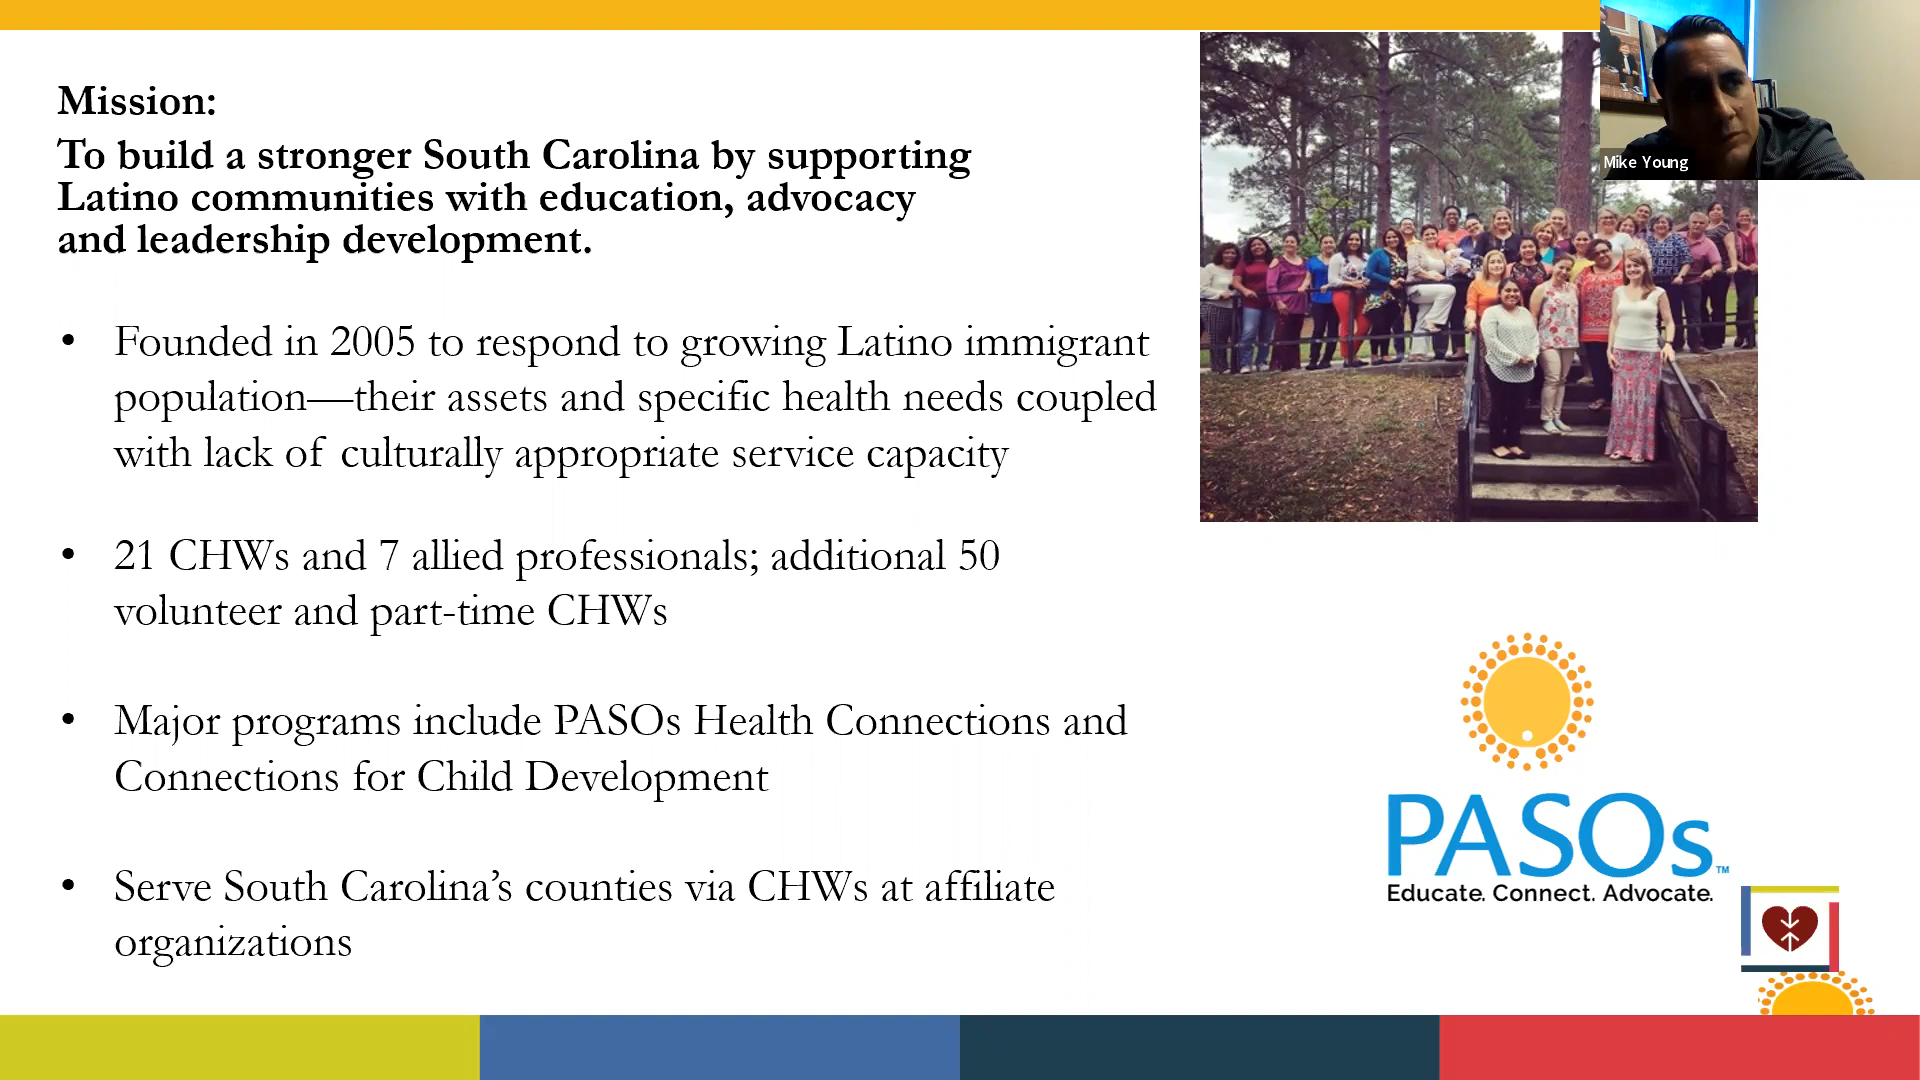 Mission:
To build a stronger South Carolina by supporting
Latino communities with education, advocacy
and leadership development.
• Founded in 2005 to respond to growing Latino immigrant
population—their assets and specific health needs coupled
with lack of culturally appropriate service capacity
• 21 CHWs and 7 allied professionals; additional 50
volunteer and part-time CHWs
• Major programs include PASOs Health Connections and
Connections for Child Development
• Serve South Carolina’s counties via CHWs at affiliate
organizations
Mike Young
PASOs™
Educate. Connect. Advocate.